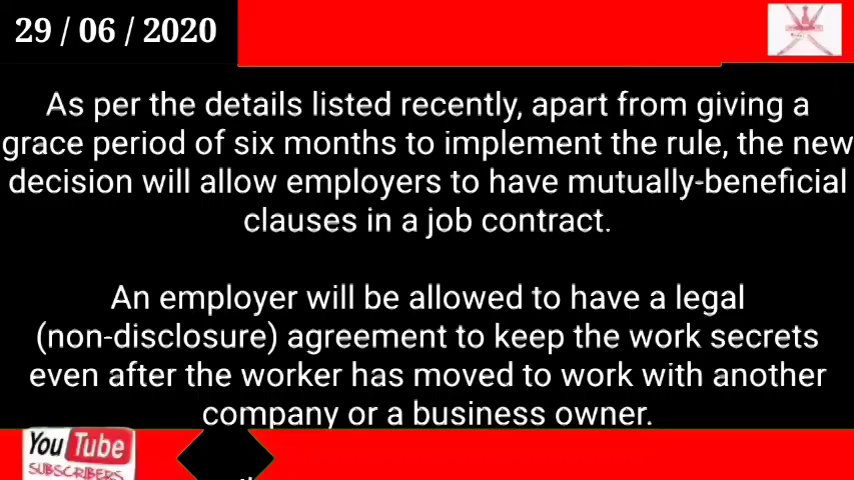 29 / 06 / 2020
As per the details listed recently, apart from giving a
grace period of six months to implement the rule, the new
decision will allow employers to have mutually-beneficial
clauses in a job contract.
An employer will be allowed to have a legal
(non-disclosure) agreement to keep the work secrets
even after the worker has moved to work with another
company or a business owner.
You Tube
SUBSCRIBERS